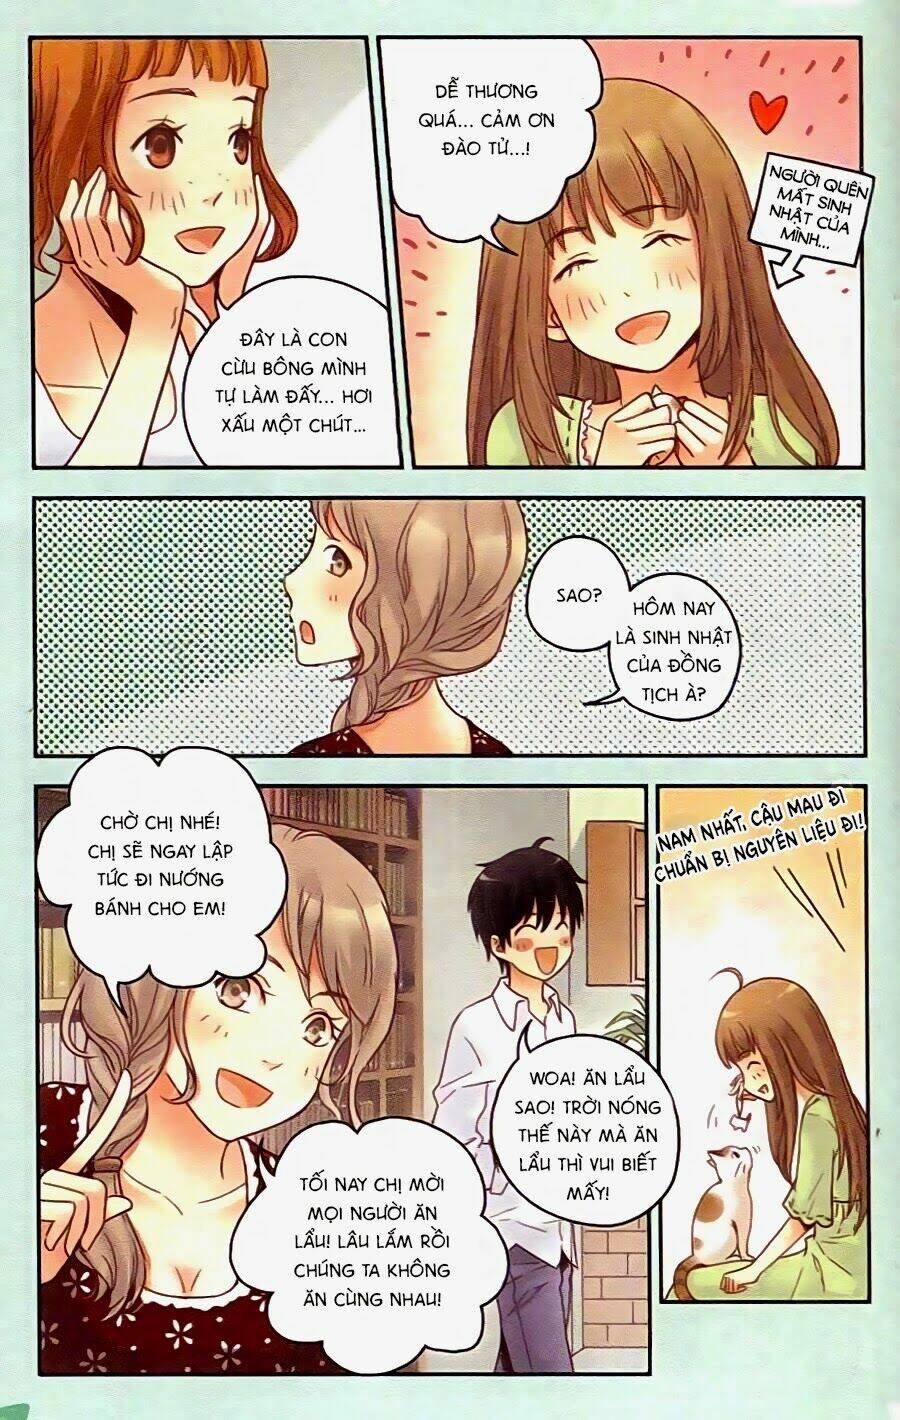 ĐÂY LÀ CON
CỪU BÔNG MÌNH
TỰ LÀM ĐẤY... HƠI
XẤU MỘT CHÚT...
DỄ THƯƠNG
QUÁ... CẢM ƠN
ĐÀO TỬ...!
NGƯỜI QUÊN
MẤT SINH
NHẬT CỦA
MÌNH...
SAO?
HÔM NAY
LÀ SINH NHẬT
CỦA ĐỒNG
TỊCH À?
CHỜ CHỊ NHÉ!
CHỊ SẼ NGAY LẬP
TỨC ĐI NƯỚNG
BÁNH CHO EM!
TỐI NAY CHỊ MỜI
MỌI NGƯỜI ĂN
LẨU! LÂU LẮM RỒI
CHÚNG TA KHÔNG
ĂN CÙNG NHAU!
WOA! ĂN LẨU
SAO! TRỜI NÓNG
THẾ NÀY MÀ ĂN
LẨU THÌ VUI BIẾT
MẤY!
NAM NHẤT, CẬU MAU ĐI
CHUẨN BỊ NGUYÊN LIỆU ĐI!